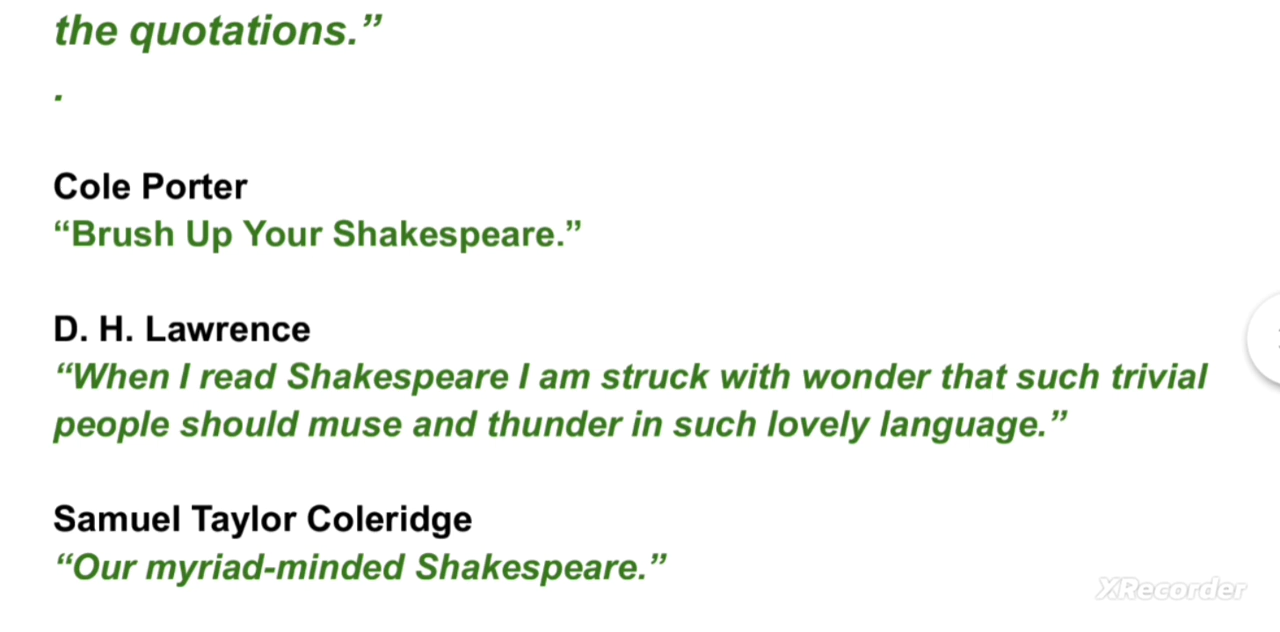 the quotations.”
.
Cole Porter
“Brush Up Your Shakespeare.”
D. H. Lawrence
“When I read Shakespeare I am struck with wonder that such trivial
people should muse and thunder in such lovely language.”
Samuel Taylor Coleridge
“Our myriad-minded Shakespeare.”
XRecorder